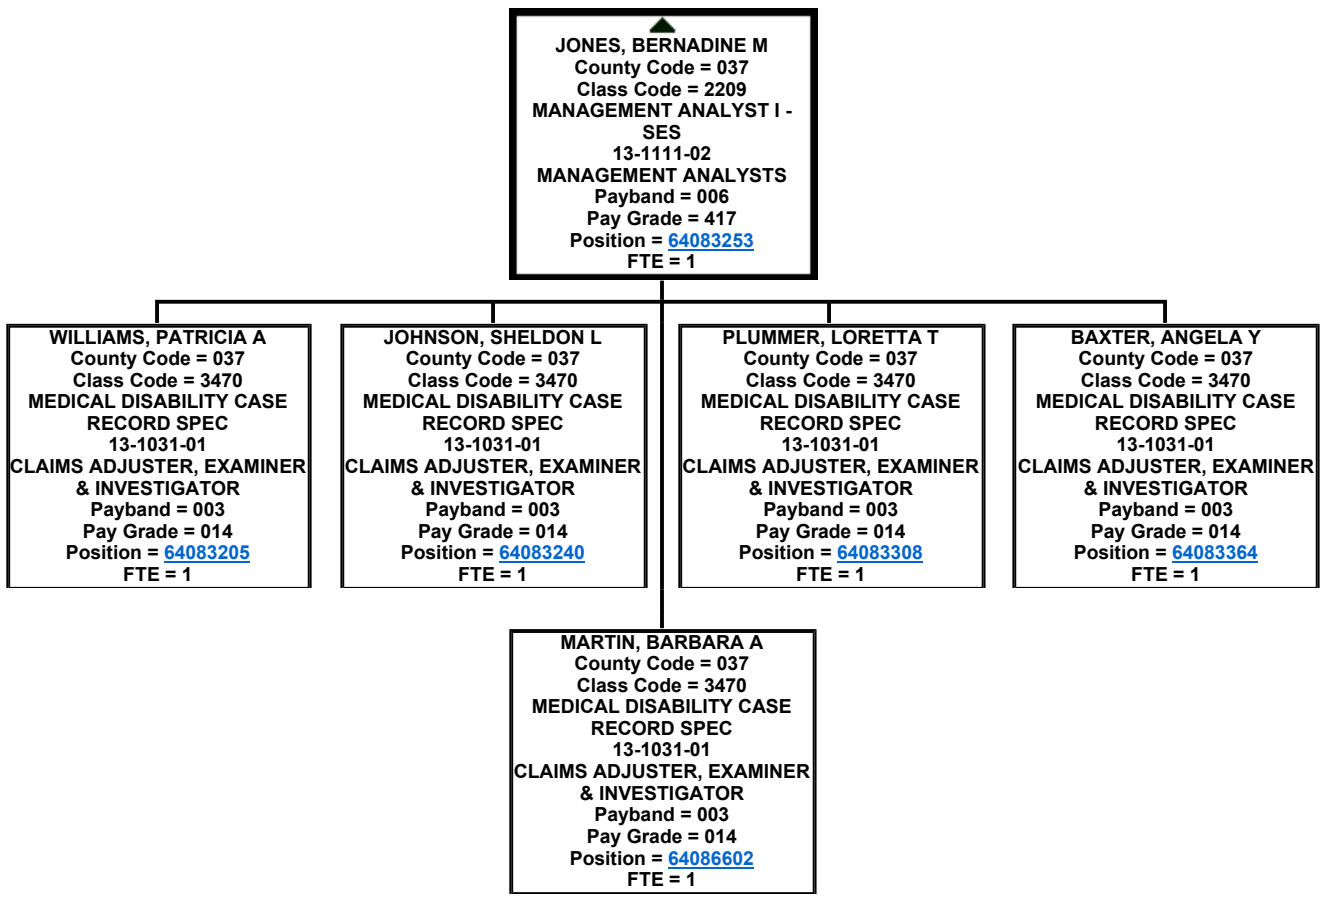 JONES, BERNADINE M
County Code = 037
Class Code = 2209
MANAGEMENT ANALYST I -
SES
13-1111-02
MANAGEMENT ANALYSTS
Payband = 006
Pay Grade = 417
Position = 64083253
FTE = 1
WILLIAMS, PATRICIA A
County Code = 037
Class Code = 3470
MEDICAL DISABILITY CASE
RECORD SPEC
13-1031-01
CLAIMS ADJUSTER, EXAMINER
& INVESTIGATOR
Payband = 003
Pay Grade = 014
Position = 64083205
FTE = 1
JOHNSON, SHELDON L
County Code = 037
Class Code = 3470
MEDICAL DISABILITY CASE
RECORD SPEC
13-1031-01
CLAIMS ADJUSTER, EXAMINER
& INVESTIGATOR
Payband = 003
Pay Grade = 014
Position = 64083240
FTE = 1
PLUMMER, LORETTA T
County Code = 037
Class Code = 3470
MEDICAL DISABILITY CASE
RECORD SPEC
13-1031-01
CLAIMS ADJUSTER, EXAMINER
& INVESTIGATOR
Payband = 003
Pay Grade = 014
Position = 64083308
FTE = 1
BAXTER, ANGELA Y
County Code = 037
Class Code = 3470
MEDICAL DISABILITY CASE
RECORD SPEC
13-1031-01
CLAIMS ADJUSTER, EXAMINER
& INVESTIGATOR
Payband = 003
Pay Grade = 014
Position = 64083364
FTE = 1
MARTIN, BARBARA A
County Code = 037
Class Code = 3470
MEDICAL DISABILITY CASE
RECORD SPEC
13-1031-01
CLAIMS ADJUSTER, EXAMINER
& INVESTIGATOR
Payband = 003
Pay Grade = 014
Position = 64086602
FTE = 1